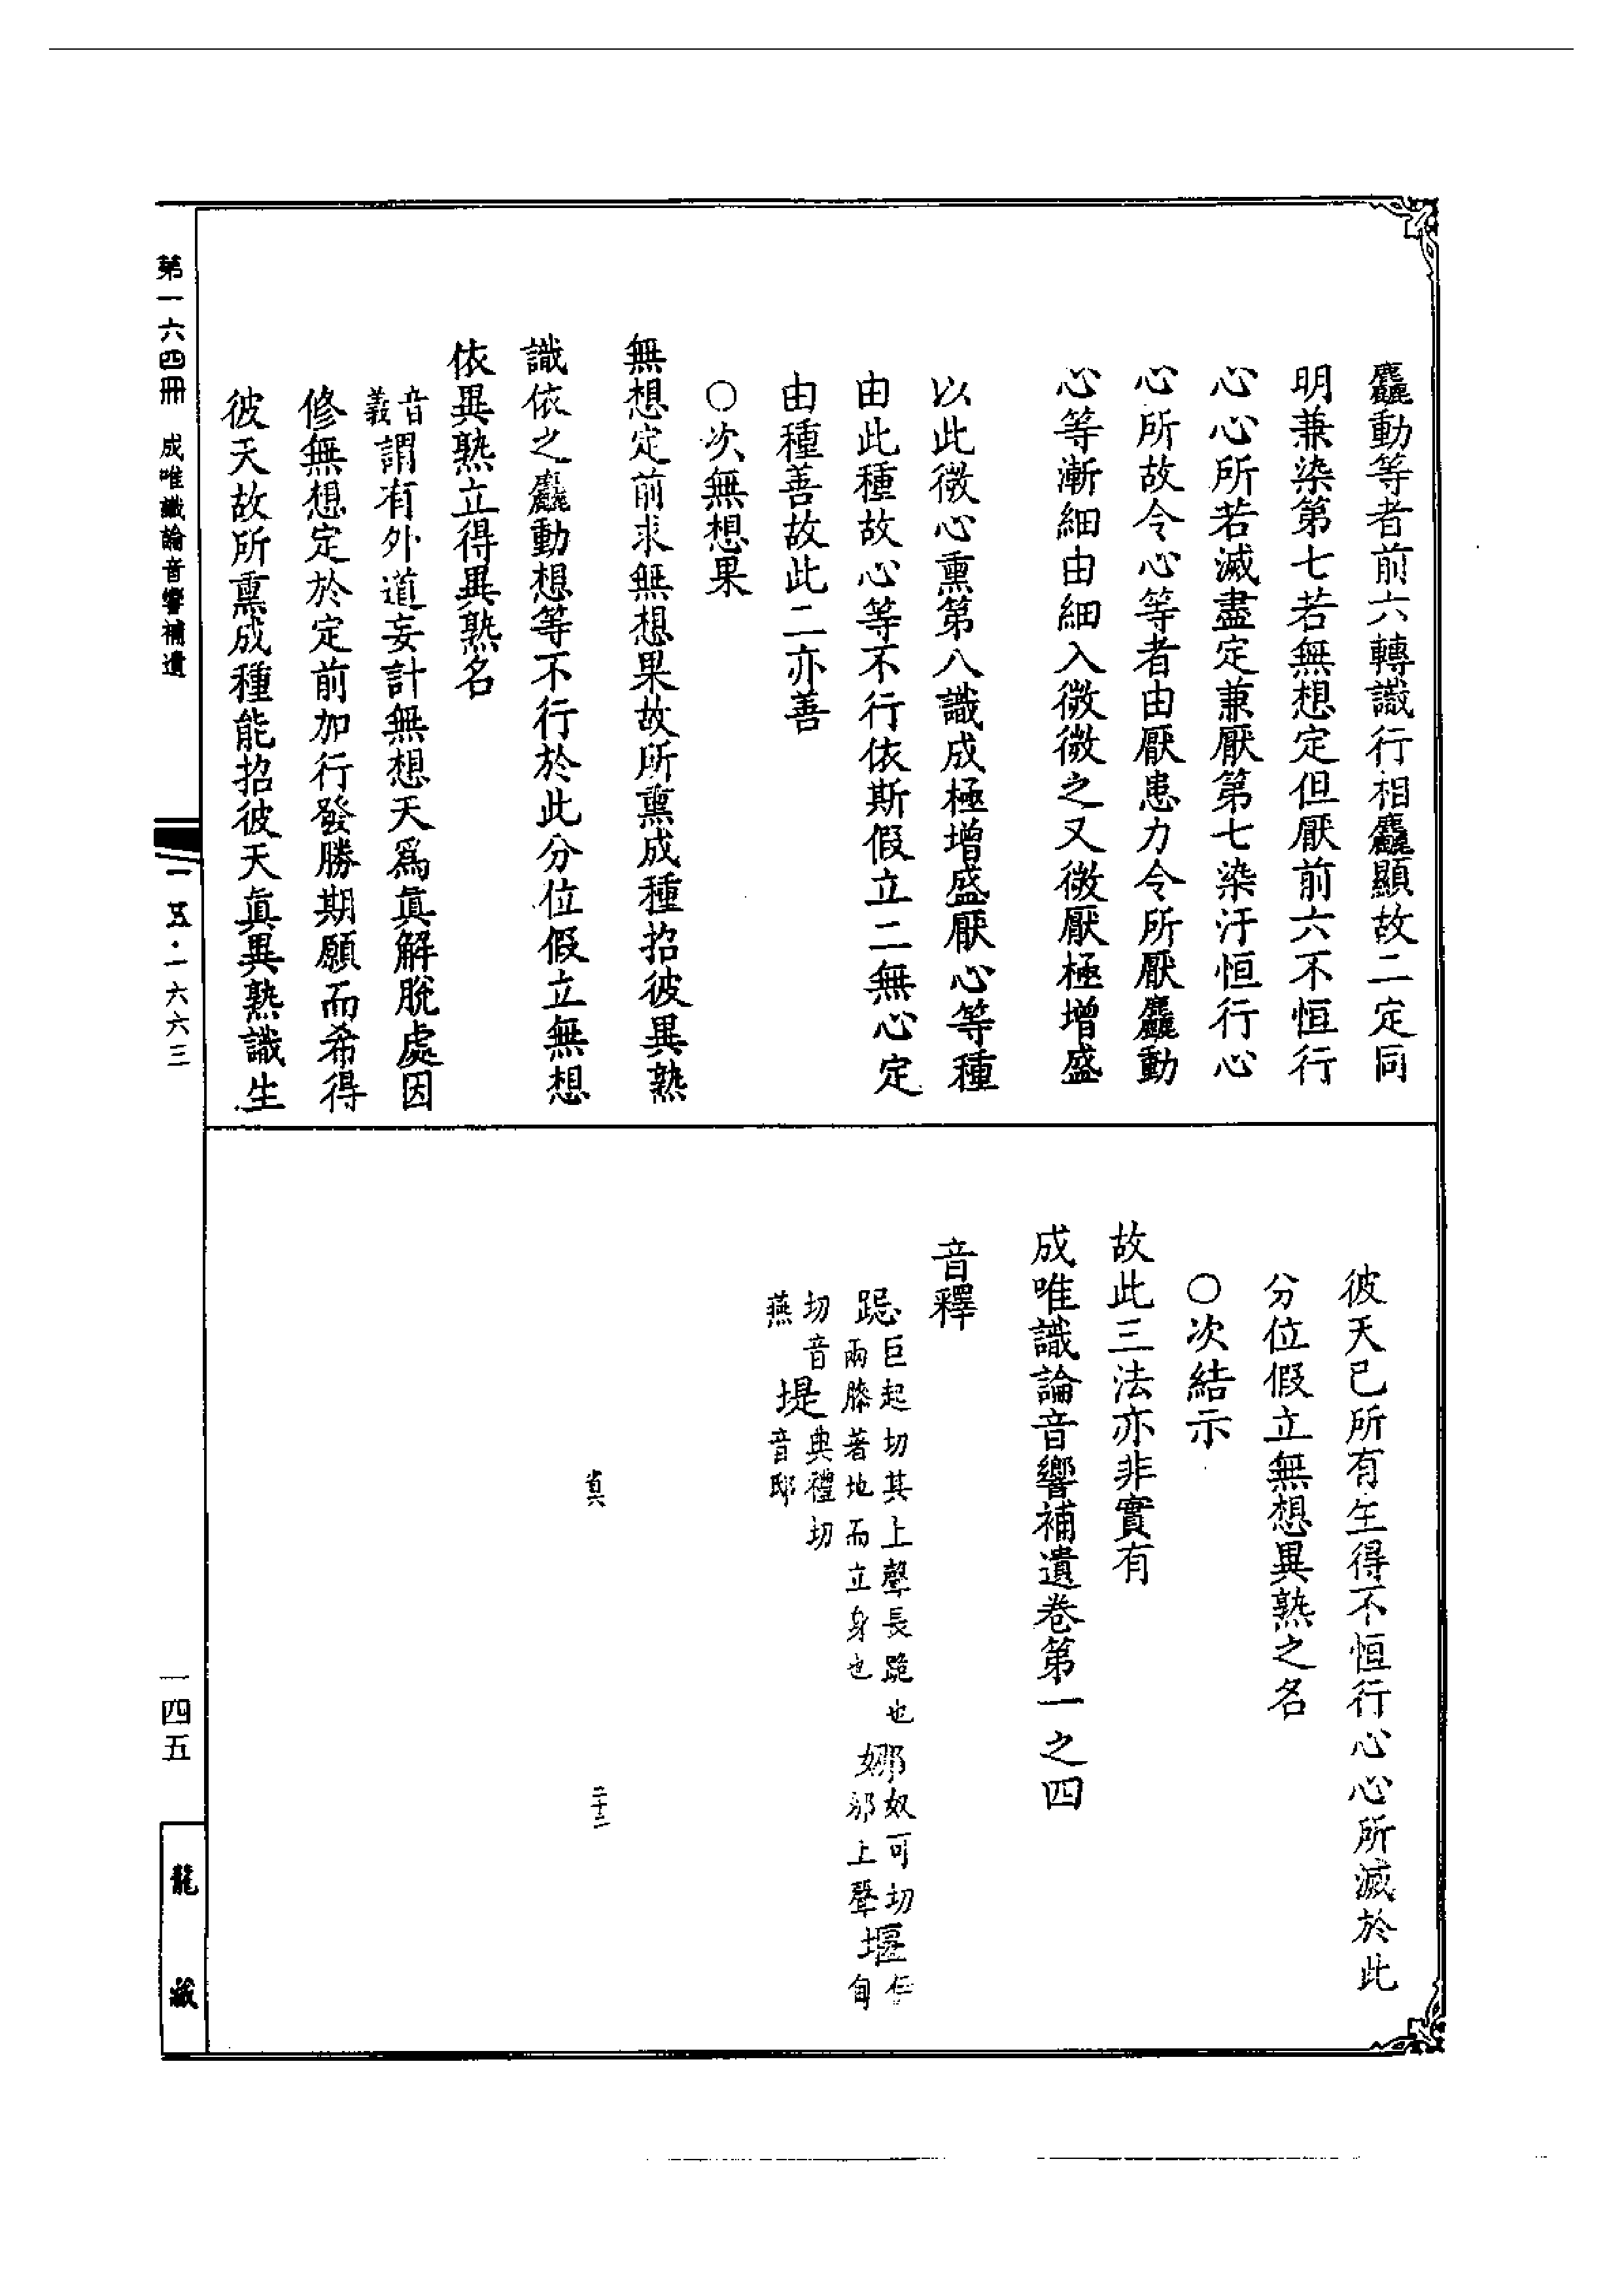 麤動等者前六轉識行相麤顯故二定同
明兼染第七若無想定但厭前六不恒行
心心所若滅盡定兼厭第七染汙恒行心
心所故令心等者由厭患力令所厭麤動
心等漸細由細入微微之又微厭極增盛
以此微心熏第八識成極增盛厭心等種
由此種故心等不行依斯假立二無心定
由種善故此二亦善
○次無想果
無想定前求無想果故所熏成種招彼異熟
識依之麤動想等不行於此分位假立無想
依異熟立得異熟名
音義謂有外道妄計無想天爲真解脫處因
修無想定於定前加行發勝期願而希得
彼天故所熏成種能招彼天真異熟識生
彼天已所有生得不恒行心心所滅於此
分位假立無想異熟之名
○次結示
故此三法亦非實有
成唯識論音響補遺卷第一之四
音釋
跽巨起切其上聲長跪也兩膝著地而立身也 娜奴可切那上聲 堰
切音燕 堤典禮切音邸
二十二
第一六四冊 成唯識論音響補遺
一五·一六六三
一四五
龍藏